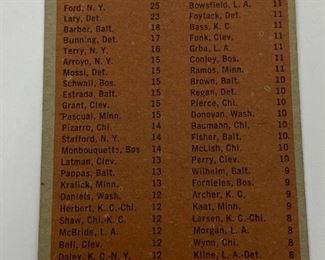 Ford, N. Y. 25
Lary, Det. 23
Barber, Balt. 18
Bunning, Det. 17
Terry, N. Y. 16
Arroyo, N. Y. 15
Mossi, Det. 15
Schwall, Bos. 15
Estrada, Balt. 15
Grant, Clev. 15
Pascual, Minn. 15
Pizarro, Chi. 14
Stafford, N. Y. 14
Monbouquette, Bos 14
Latman, Clev. 13
Pappas, Balt. 13
Kralick, Minn. 13
Daniels, Wash. 12
Herbert, K. C.-Chi. 12
Shaw, Chi.-K. C. 12
McBride, L. A. 12
Bell, Clev. 12
Daley, K. C.-N. Y. 12
Bowsfield, L. A. 11
Foytack, Det. 11
Bass, K. C. 11
Funk, Clev. 11
Grba, L. A. 11
Conley, Bos. 11
Ramos, Minn. 11
Brown, Balt. 10
Regan, Det. 10
Pierce, Chi. 10
Donovan, Wash. 10
Baumann, Chi. 10
Fisher, Balt. 10
McLish, Chi. 10
Perry, Clev. 10
Wilhelm, Balt. 9
Fornieles, Bos. 9
Archer, K. C. 9
Kaat, Minn. 9
Larsen, K. C.-Chi. 8
Morgan, L. A. 8
Wynn, Chi. 8
Kline, L. A.-Det. 8